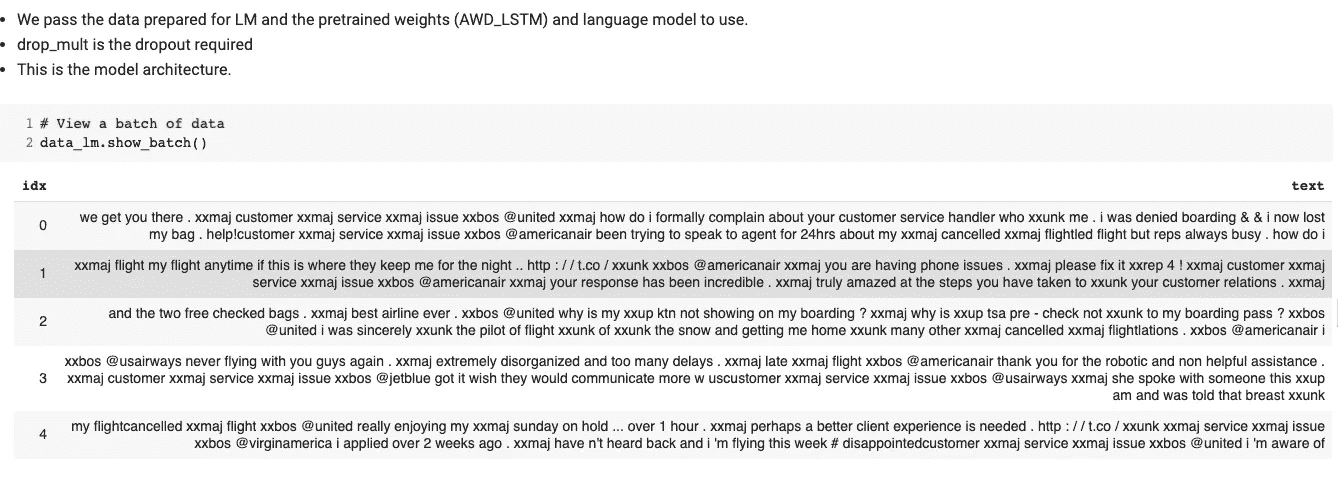 • We pass the data prepared for LM and the pretrained weights (AWD_LSTM) and language model to use.
• drop_mult is the dropout required
• This is the model architecture.
1 # View a batch of data
2 data_lm.show_batch()
idx text
0 we get you there . xxmaj customer xxmaj service xxmaj issue xxbos @united xxmaj how do i formally complain about your customer service handler who xxunk me . i was denied boarding & & i now lost
my bag . help!customer xxmaj service xxmaj issue xxbos @americanair been trying to speak to agent for 24hrs about my xxmaj cancelled xxmaj flightled flight but reps always busy . how do i
1 xxmaj flight my flight anytime if this is where they keep me for the night .. http : / / t.co / xxunk xxbos @americanair xxmaj you are having phone issues . xxmaj please fix it xxrep 4 ! xxmaj customer xxmaj
service xxmaj issue xxbos @americanair xxmaj your response has been incredible . xxmaj truly amazed at the steps you have taken to xxunk your customer relations . xxmaj
2 and the two free checked bags . xxmaj best airline ever . xxbos @united why is my xxup ktn not showing on my boarding ? xxmaj why is xxup tsa pre - check not xxunk to my boarding pass ? xxbos
@united i was sincerely xxunk the pilot of flight xxunk of xxunk the snow and getting me home xxunk many other xxmaj cancelled xxmaj flightlations . xxbos @americanair i
3 xxbos @usairways never flying with you guys again . xxmaj extremely disorganized and too many delays . xxmaj late xxmaj flight xxbos @americanair thank you for the robotic and non helpful assistance .
xxmaj customer xxmaj service xxmaj issue xxbos @jetblue got it wish they would communicate more w uscustomer xxmaj service xxmaj issue xxbos @usairways xxmaj she spoke with someone this xxup
am and was told that breast xxunk
4 my flightcancelled xxmaj flight xxbos @united really enjoying my xxmaj sunday on hold ... over 1 hour . xxmaj perhaps a better client experience is needed . http : / / t.co / xxunk xxmaj service xxmaj issue
xxbos @virginamerica i applied over 2 weeks ago . xxmaj have n't heard back and i 'm flying this week # disappointedcustomer xxmaj service xxmaj issue xxbos @united i 'm aware of